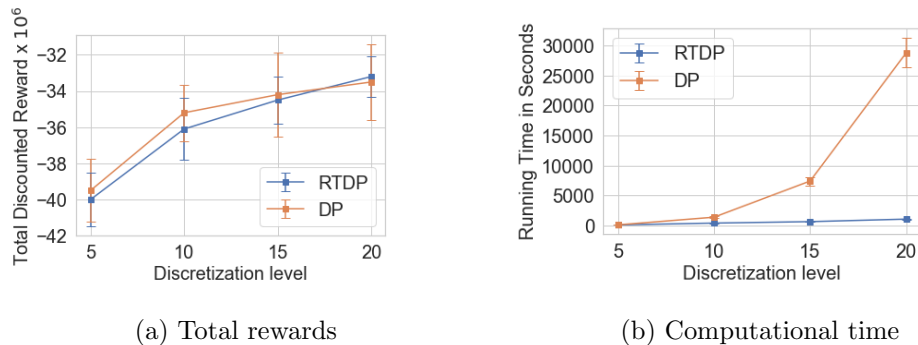 Total Discounted Reward x 10⁶
−32
−34
−36
−38
−40
−42
5 10 15 20
Discretization level
RTDP
DP
(a) Total rewards
Running Time in Seconds
30000
25000
20000
15000
10000
5000
0
5 10 15 20
Discretization level
RTDP
DP
(b) Computational time